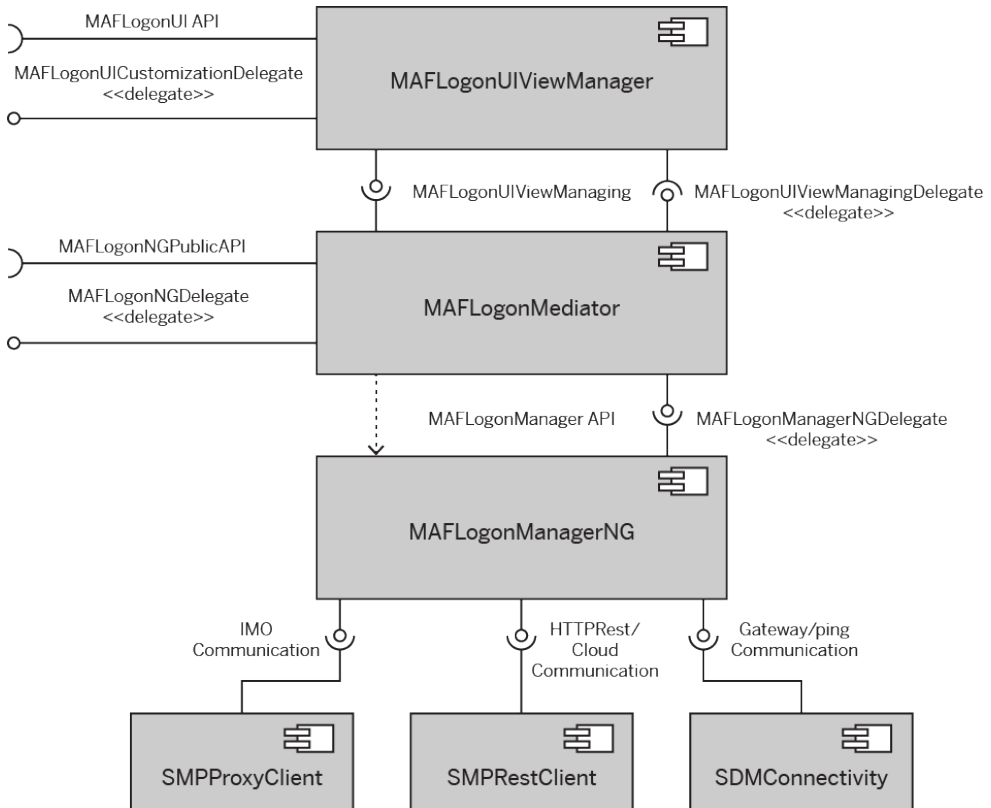 MAFLogonUI API
MAFLogonUICustomizationDelegate
<<delegate>>
MAFLogonUIViewManager
MAFLogonUIViewManaging
MAFLogonUIViewManagingDelegate
<<delegate>>
MAFLogonNGPublicAPI
MAFLogonNGDelegate
<<delegate>>
MAFLogonMediator
MAFLogonManager API
MAFLogonManagerNGDelegate
<<delegate>>
MAFLogonManagerNG
IMO
Communication
HTTPRest/
Cloud
Communication
Gateway/ping
Communication
SMPProxyClient
SMPRestClient
SDMConnectivity